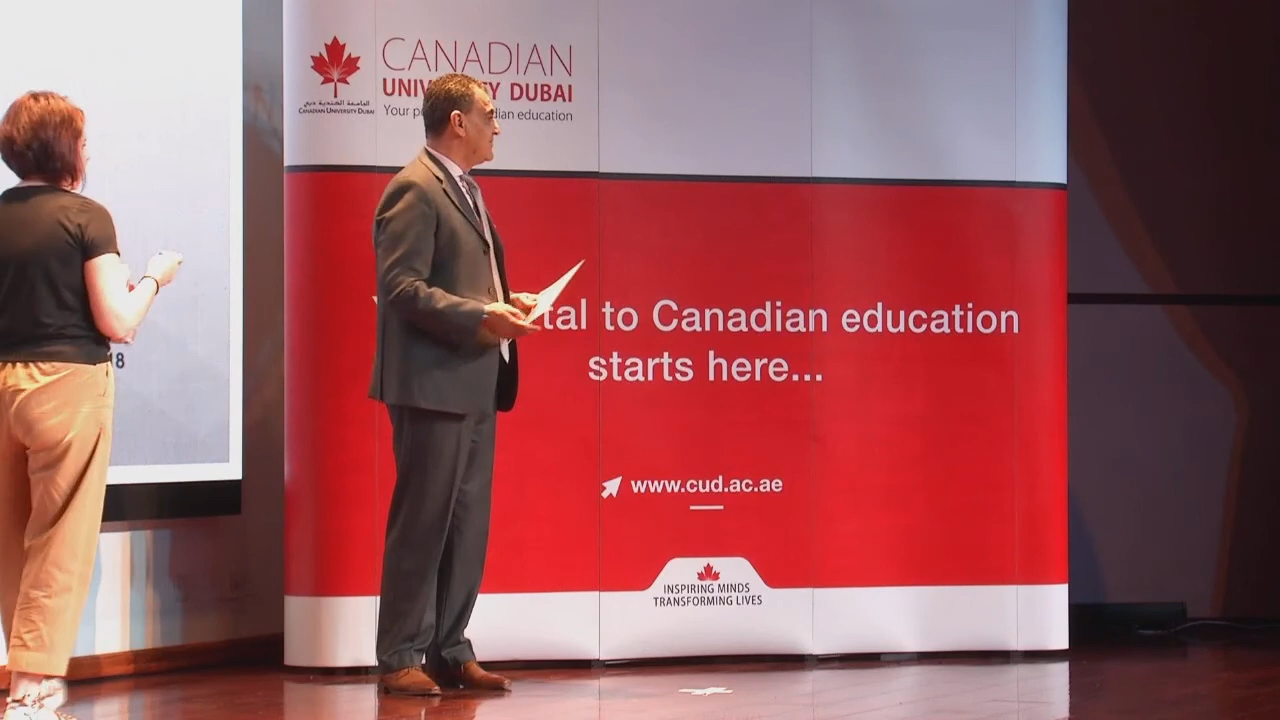 CANADIAN
UNIV Y DUBAI
Your p dian education
الجامعة الكندية دبي
CANADIAN UNIVERSITY DUBAI
18
tal to Canadian education
starts here...
www.cud.ac.ae
INSPIRING MINDS
TRANSFORMING LIVES